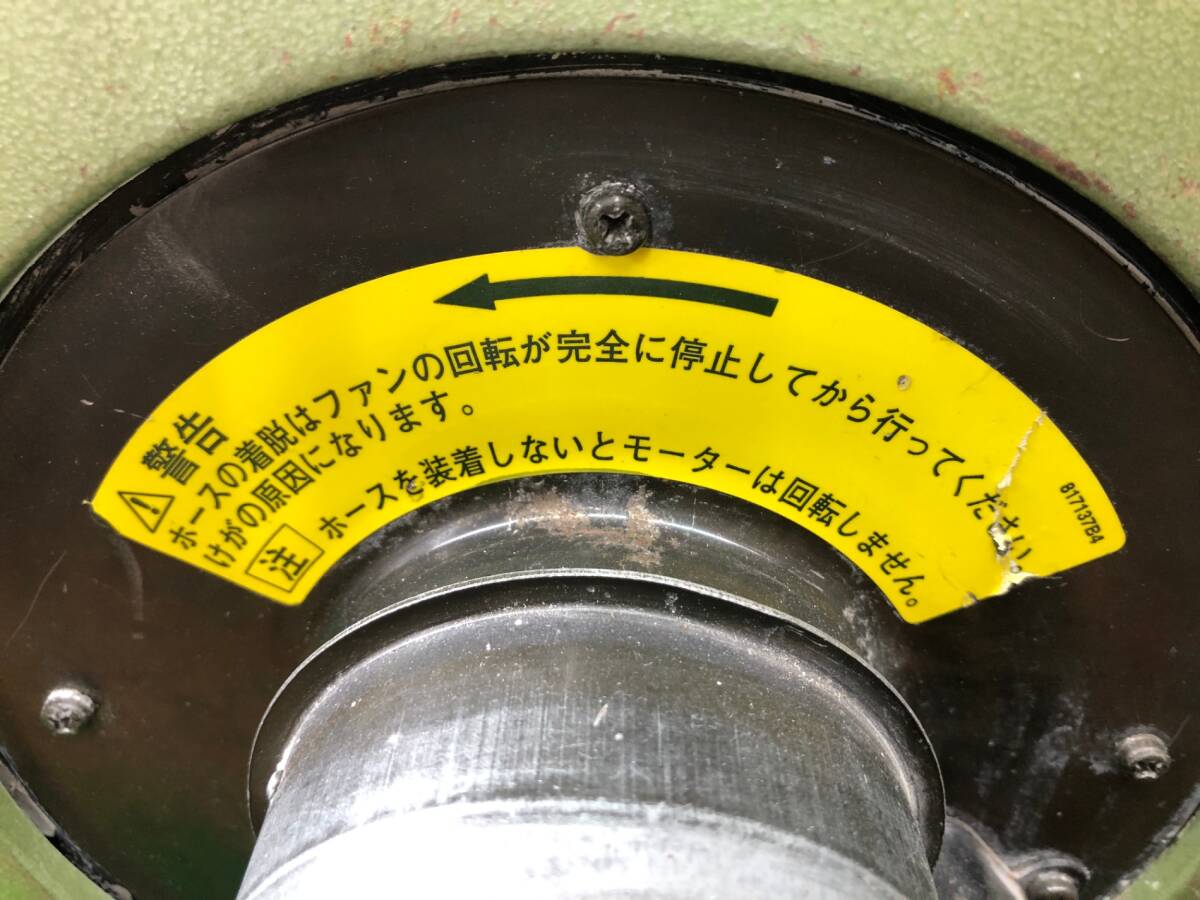 警告
ホースの着脱はファンの回転が完全に停止してから行ってください
けがの原因になります。
注 ホースを装着しないとモーターは回転しません。
817137B4